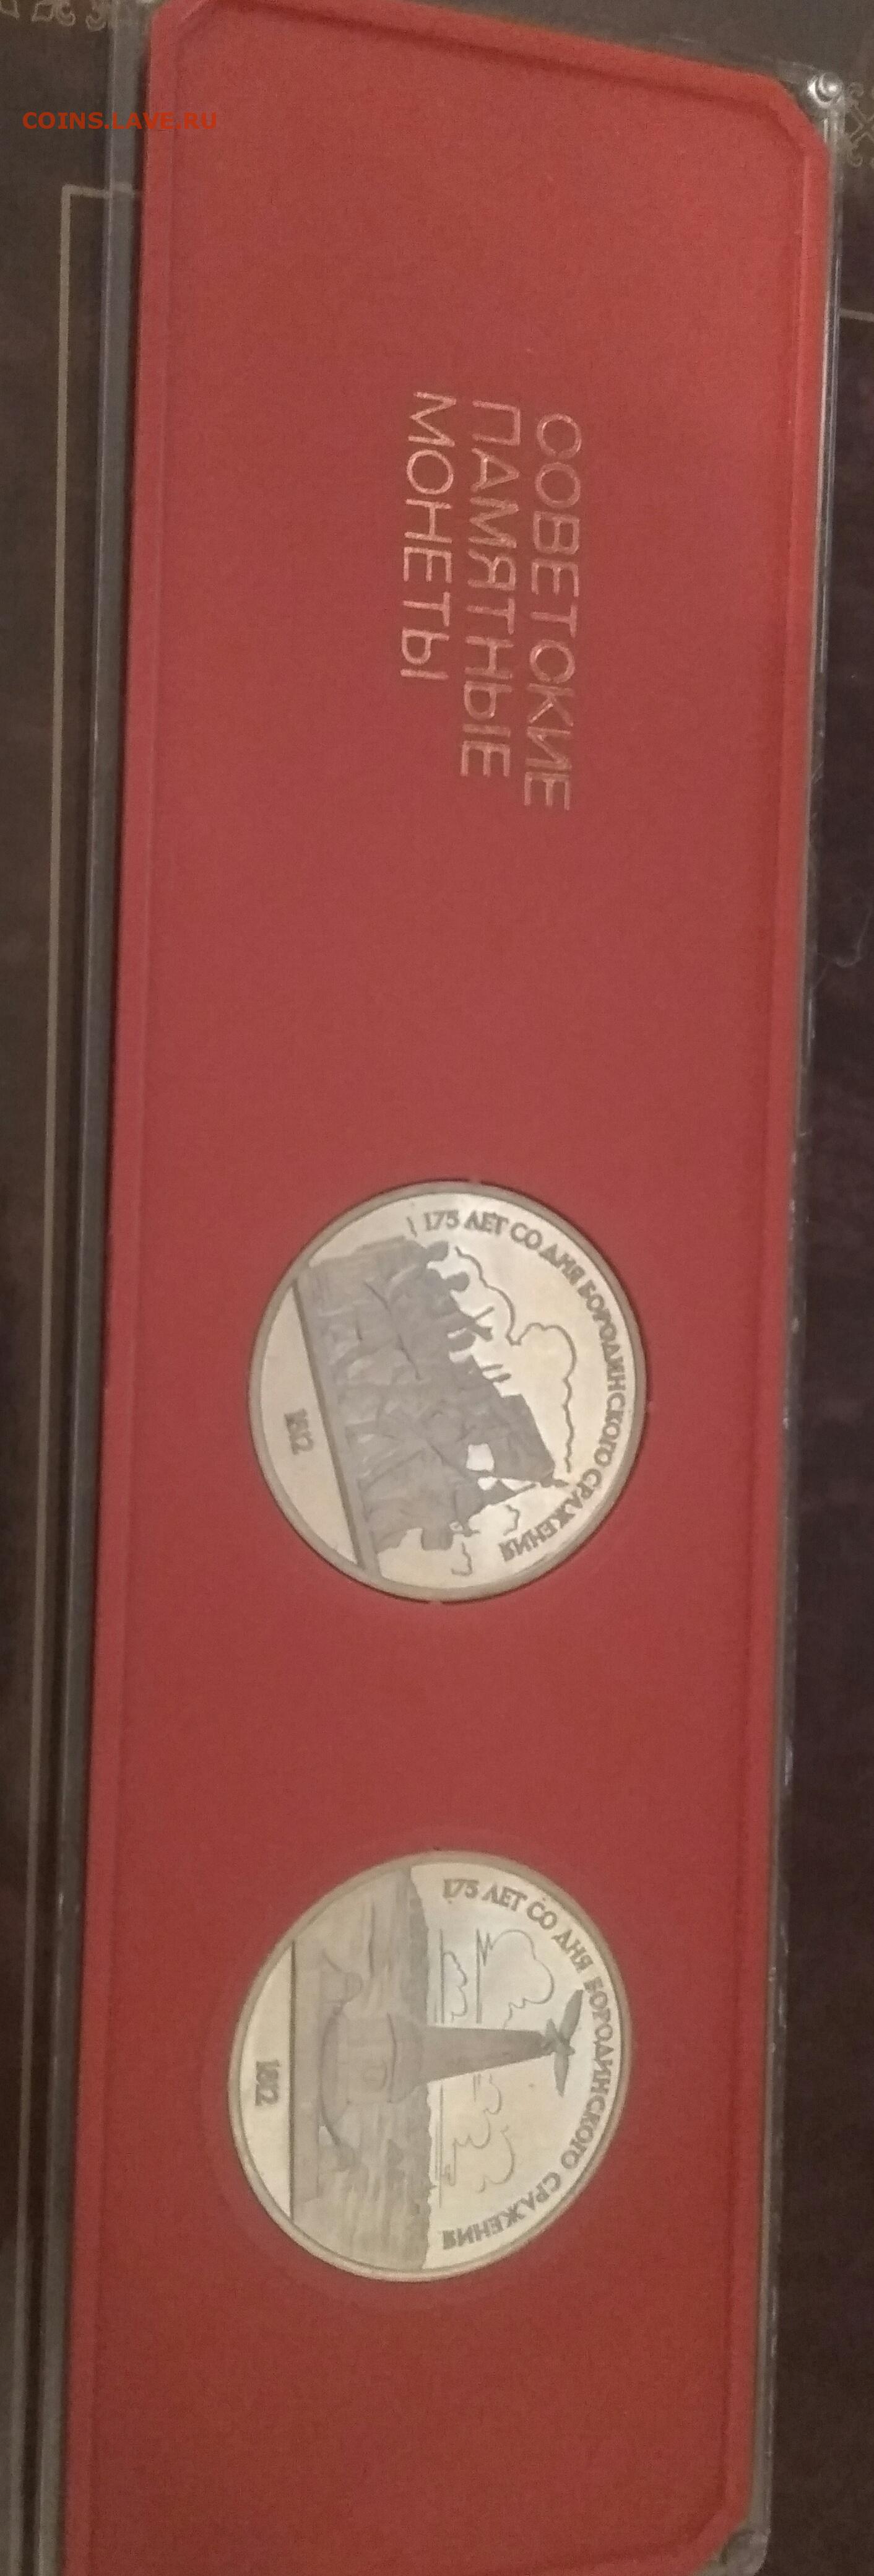 COINS.LAVE.RU
СОВЕТСКИЕ
ПАМЯТНЫЕ
МОНЕТЫ
175 ЛЕТ СО ДНЯ БОРОДИНСКОГО СРАЖЕНИЯ
1812
175 ЛЕТ СО ДНЯ БОРОДИНСКОГО СРАЖЕНИЯ
1812